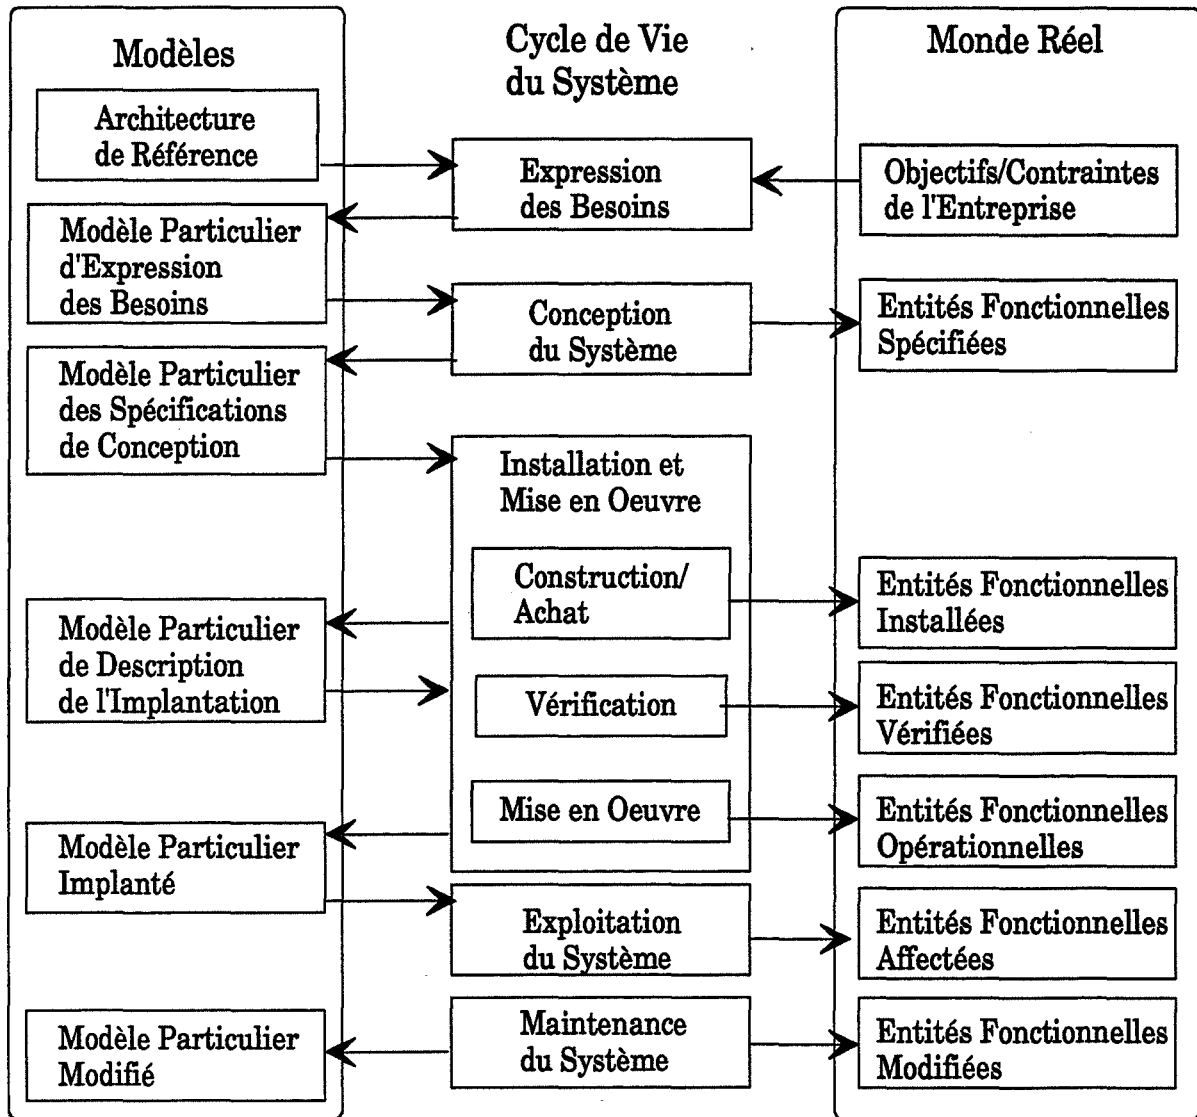 Modèles
Architecture
de Référence
Modèle Particulier
d'Expression
des Besoins
Modèle Particulier
des Spécifications
de Conception
Modèle Particulier
de Description
de l'Implantation
Modèle Particulier
Implanté
Modèle Particulier
Modifié
Cycle de Vie
du Système
Expression
des Besoins
Conception
du Système
Installation et
Mise en Oeuvre
Construction/
Achat
Vérification
Mise en Oeuvre
Exploitation
du Système
Maintenance
du Système
Monde Réel
Objectifs/Contraintes
de l'Entreprise
Entités Fonctionnelles
Spécifiées
Entités Fonctionnelles
Installées
Entités Fonctionnelles
Vérifiées
Entités Fonctionnelles
Opérationnelles
Entités Fonctionnelles
Affectées
Entités Fonctionnelles
Modifiées